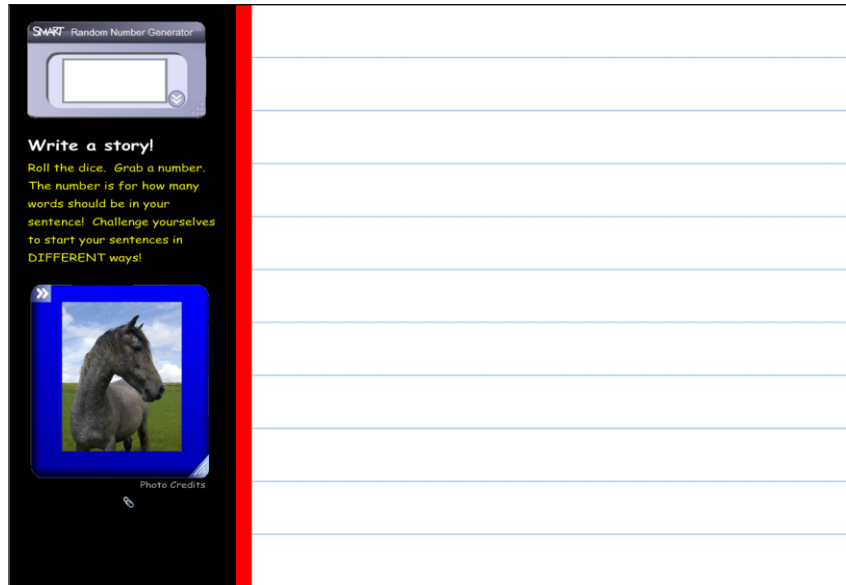 SMART Random Number Generator
Write a story!
Roll the dice. Grab a number.
The number is for how many
words should be in your
sentence! Challenge yourselves
to start your sentences in
DIFFERENT ways!
Photo Credits